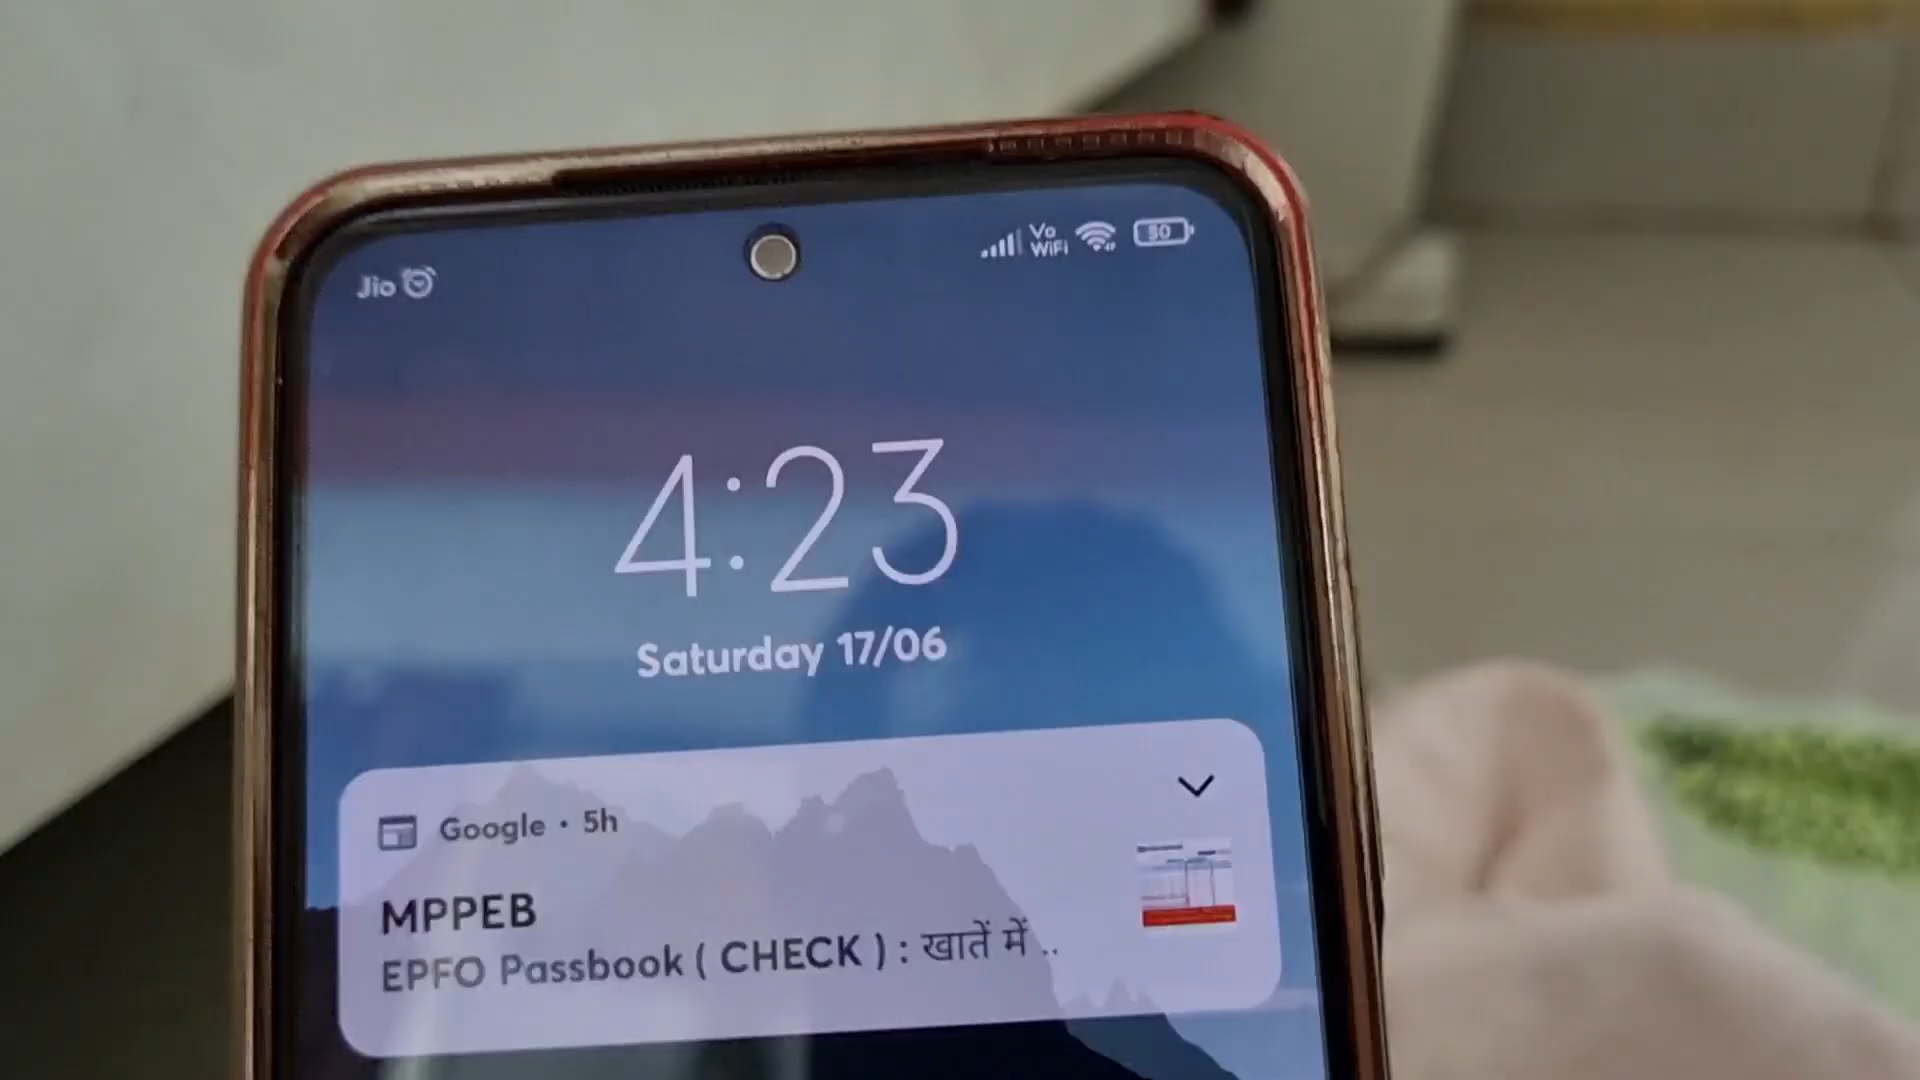 Jio
Vo
WiFi
50
4:23
Saturday 17/06
Google • 5h
MPPEB
EPFO Passbook ( CHECK ) : खातें में ..